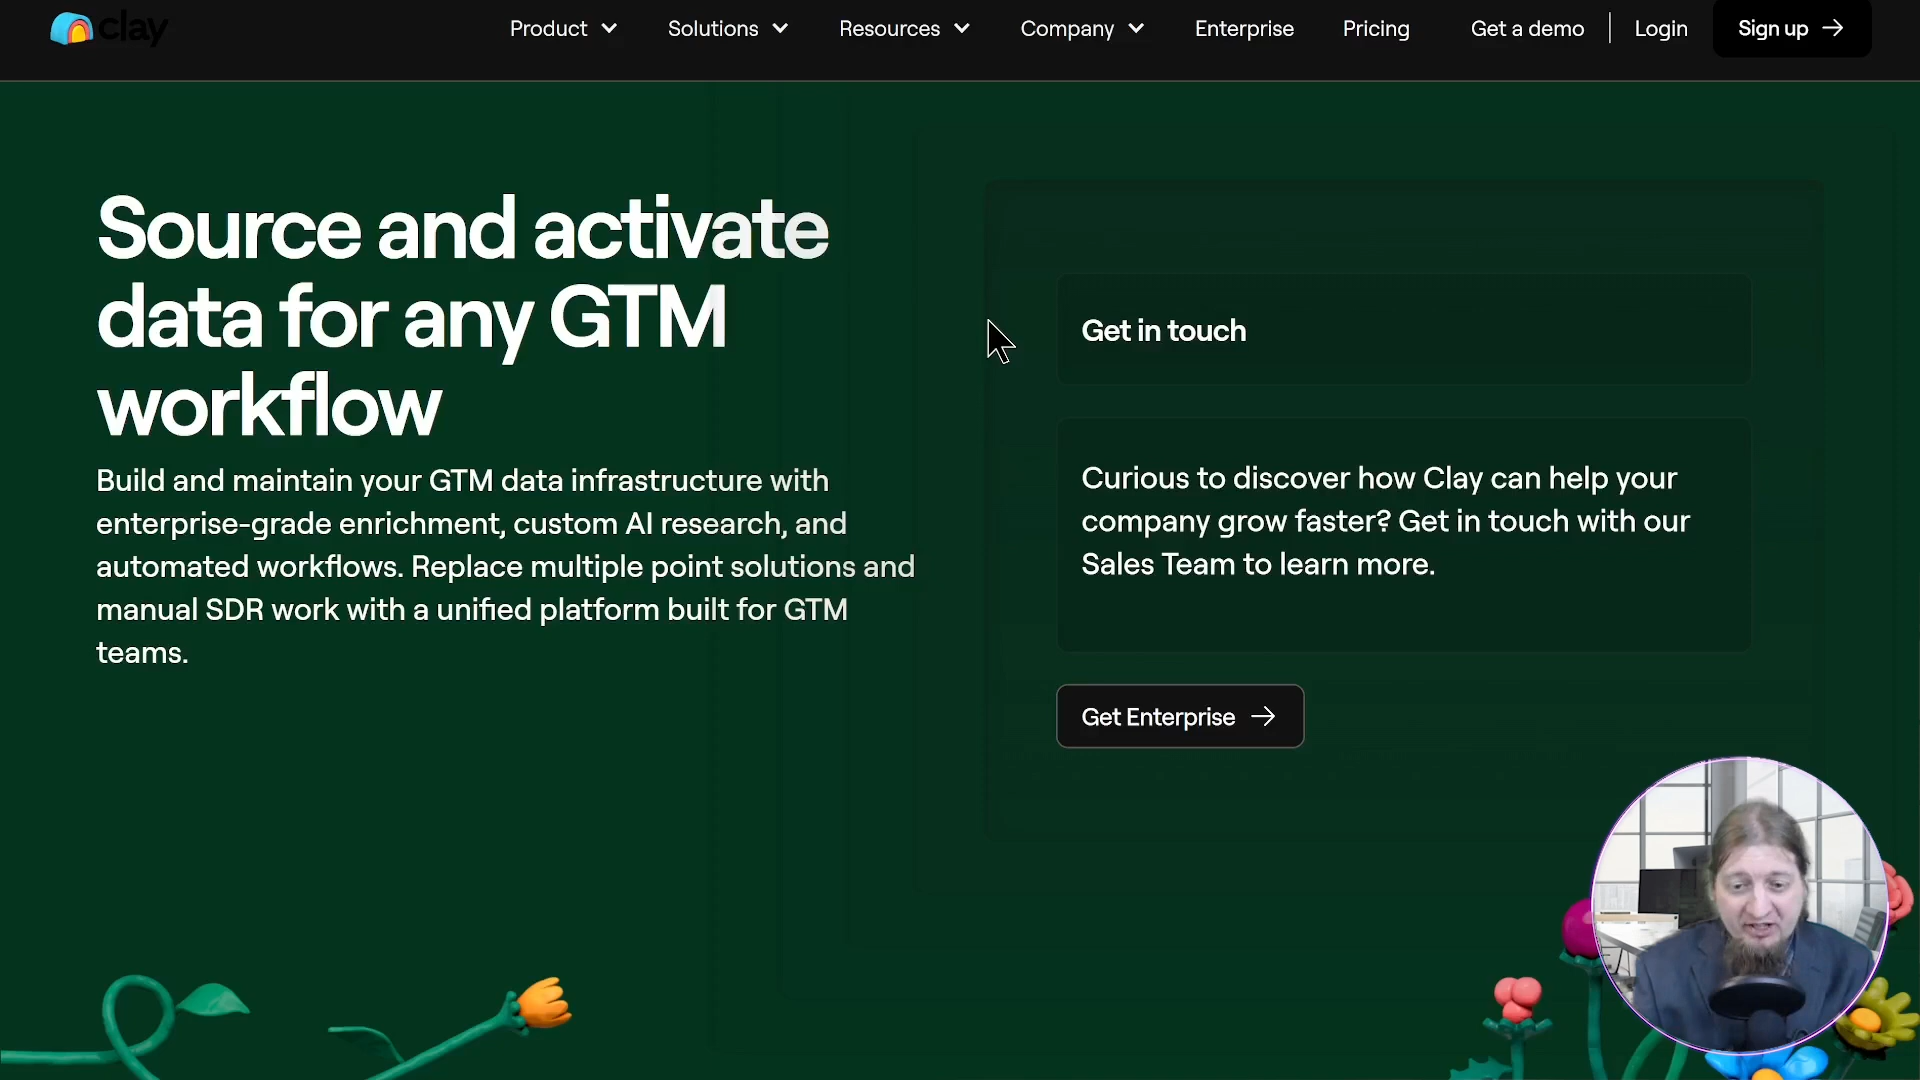 clay
Product
Solutions
Resources
Company
Enterprise
Pricing
Get a demo
Login
Sign up
Source and activate
data for any GTM
workflow
Build and maintain your GTM data infrastructure with
enterprise-grade enrichment, custom AI research, and
automated workflows. Replace multiple point solutions and
manual SDR work with a unified platform built for GTM
teams.
Get in touch
Curious to discover how Clay can help your
company grow faster? Get in touch with our
Sales Team to learn more.
Get Enterprise